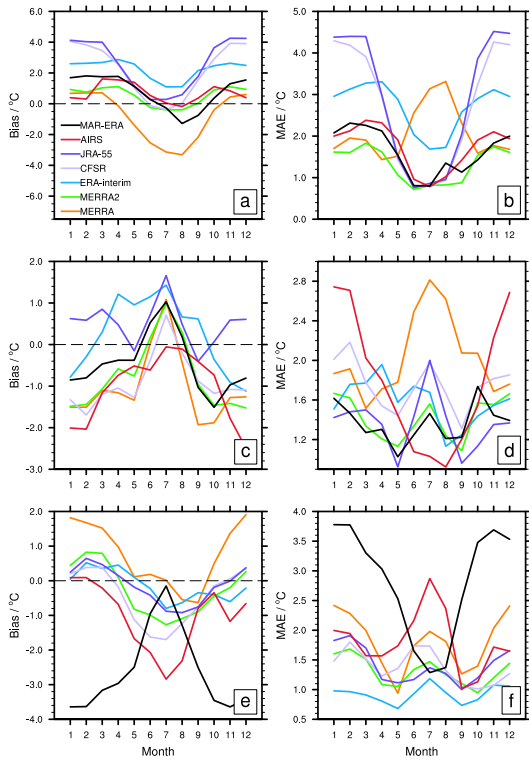 6.0
4.0
2.0
0.0
-2.0
-4.0
-6.0
Bias / °C
MAR-ERA
AIRS
JRA-55
CFSR
ERA-interim
MERRA2
MERRA
a
1 2 3 4 5 6 7 8 9 10 11 12
5.0
4.0
3.0
2.0
1.0
0.0
MAE / °C
b
1 2 3 4 5 6 7 8 9 10 11 12
2.0
1.0
0.0
-1.0
-2.0
-3.0
Bias / °C
c
1 2 3 4 5 6 7 8 9 10 11 12
2.8
2.4
2.0
1.6
1.2
MAE / °C
d
1 2 3 4 5 6 7 8 9 10 11 12
2.0
1.0
0.0
-1.0
-2.0
-3.0
-4.0
Bias / °C
e
1 2 3 4 5 6 7 8 9 10 11 12
Month
4.0
3.5
3.0
2.5
2.0
1.5
1.0
0.5
MAE / °C
f
1 2 3 4 5 6 7 8 9 10 11 12
Month